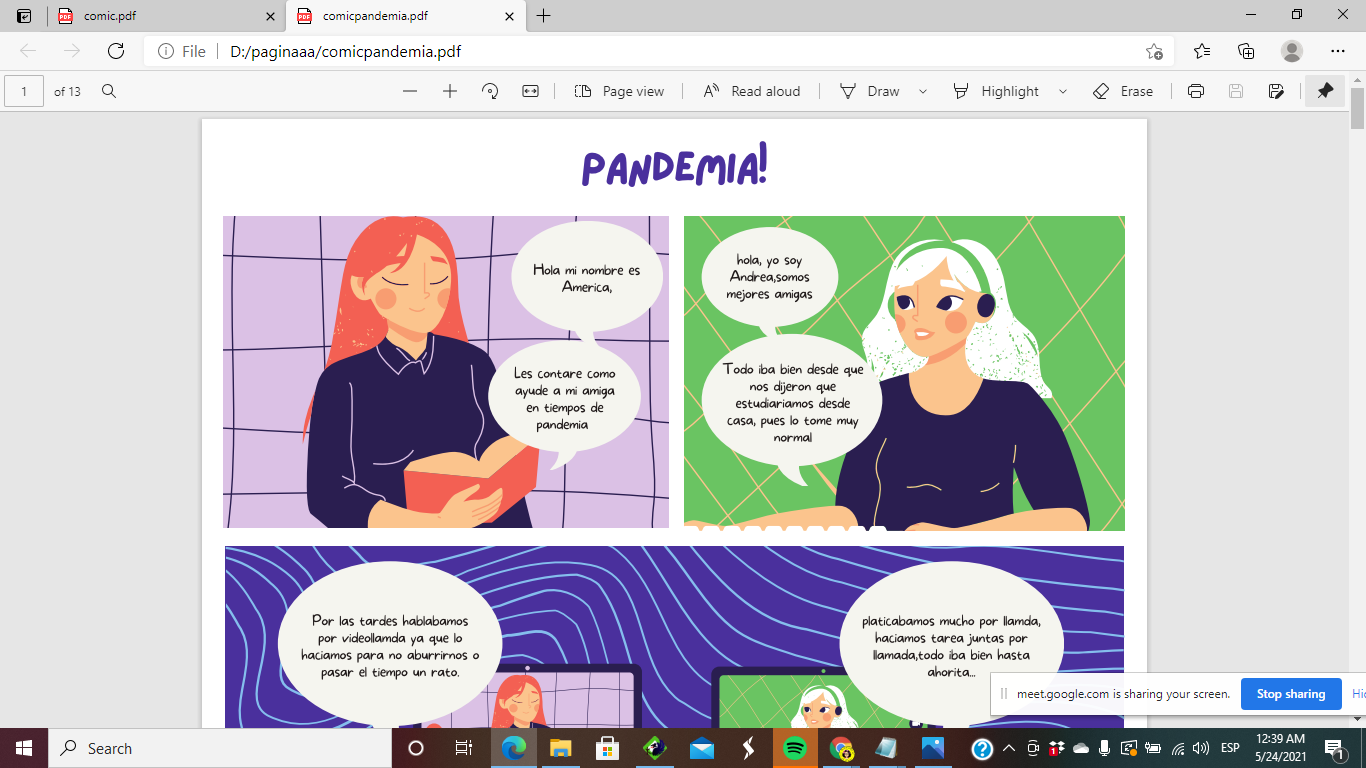 comic.pdf
comicpandemia.pdf
File
D:/paginaaa/comicpandemia.pdf
1
of 13
Page view
Read aloud
Draw
Highlight
Erase
PANDEMIA!
Hola mi nombre es
America,
Les contare como
ayude a mi amiga
en tiempos de
pandemia
hola, yo soy
Andrea,somos
mejores amigas
Todo iba bien desde que
nos dijeron que
estudiariamos desde
casa, pues lo tome muy
normal
Por las tardes hablabamos
por videollamda ya que lo
haciamos para no aburrirnos o
pasar el tiempo un rato.
platicabamos mucho por llamda,
haciamos tarea juntas por
llamada,todo iba bien hasta
ahorita...
meet.google.com is sharing your screen.
Stop sharing
Hid
Search
ESP
12:39 AM
5/24/2021
1